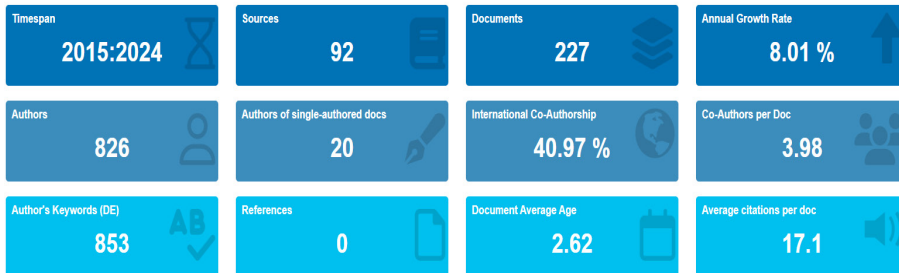 Timespan
2015:2024
Sources
92
Documents
227
Annual Growth Rate
8.01 %
Authors
826
Authors of single-authored docs
20
International Co-Authorship
40.97 %
Co-Authors per Doc
3.98
Author's Keywords (DE)
853
AB
References
0
Document Average Age
2.62
Average citations per doc
17.1